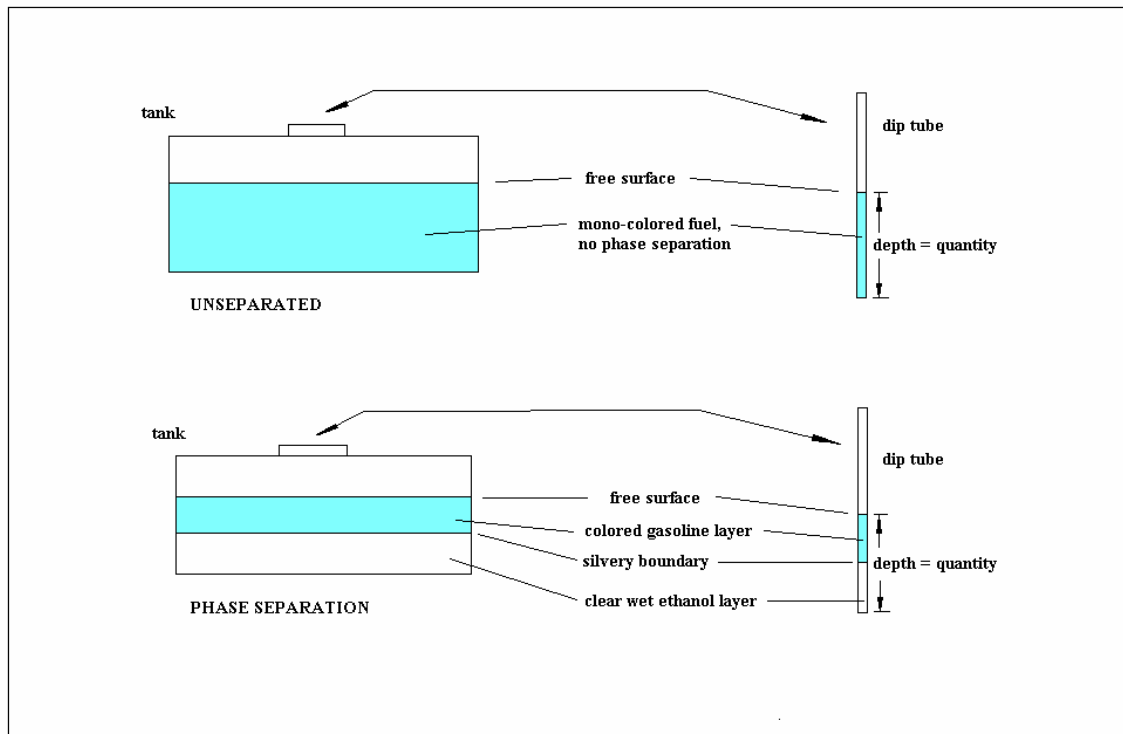 tank
dip tube
free surface
mono-colored fuel,
no phase separation
depth = quantity
UNSEPARATED
tank
dip tube
free surface
colored gasoline layer
silvery boundary
depth = quantity
clear wet ethanol layer
PHASE SEPARATION